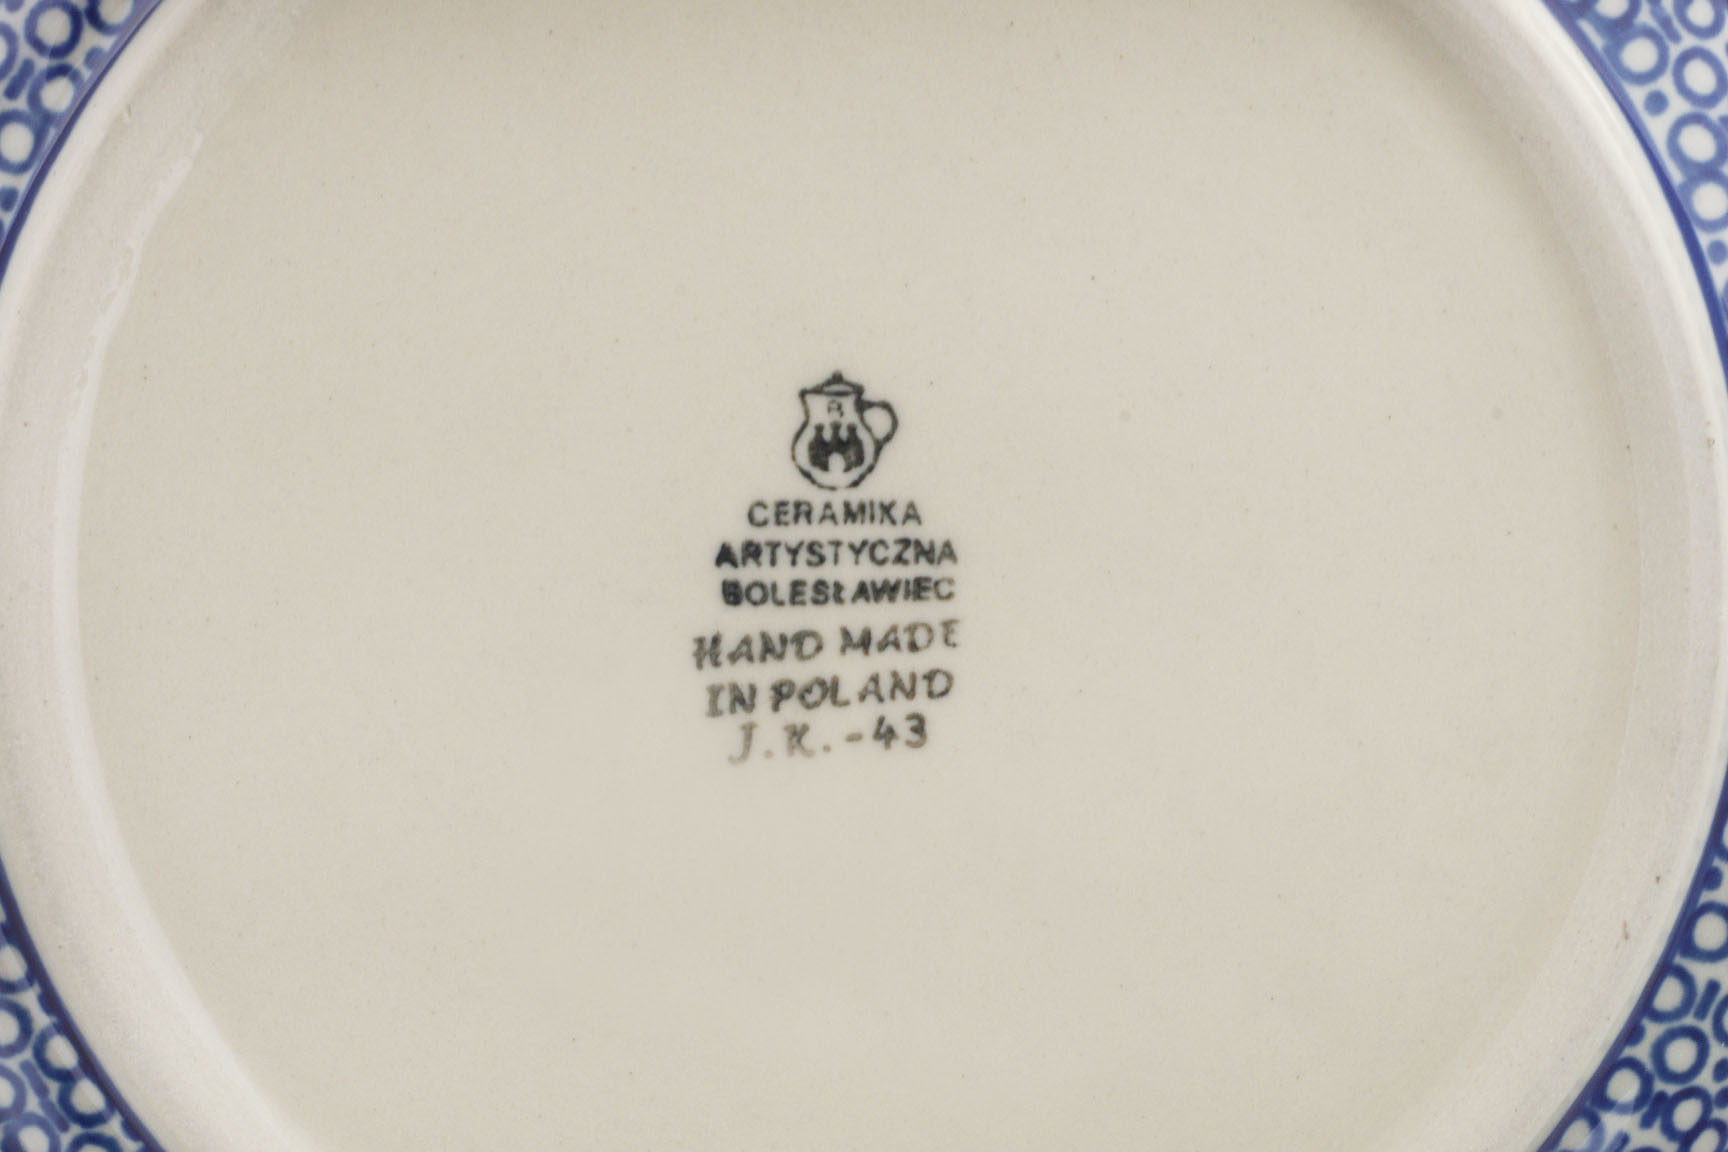 CERAMIKA
ARTYSTYCZNA
BOLESŁAWIEC
HAND MADE
IN POLAND
J.K.-43